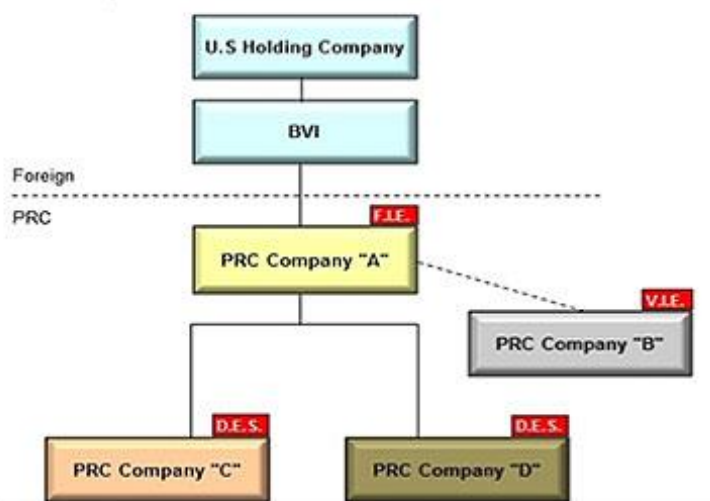 U.S Holding Company
BVI
Foreign
PRC
F.I.E.
PRC Company "A"
V.I.E.
PRC Company "B"
D.E.S.
D.E.S.
PRC Company "C"
PRC Company "D"